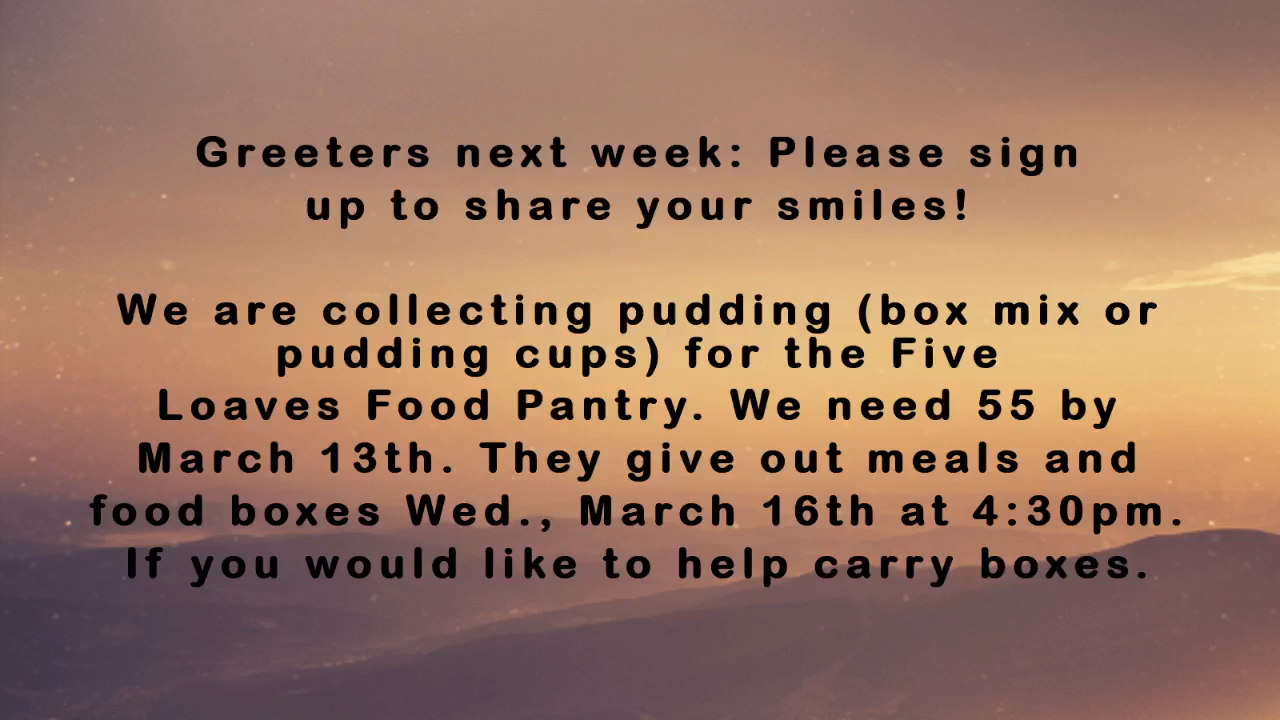 Greeters next week: Please sign
up to share your smiles!
We are collecting pudding (box mix or
pudding cups) for the Five
Loaves Food Pantry. We need 55 by
March 13th. They give out meals and
food boxes Wed., March 16th at 4:30pm.
If you would like to help carry boxes.